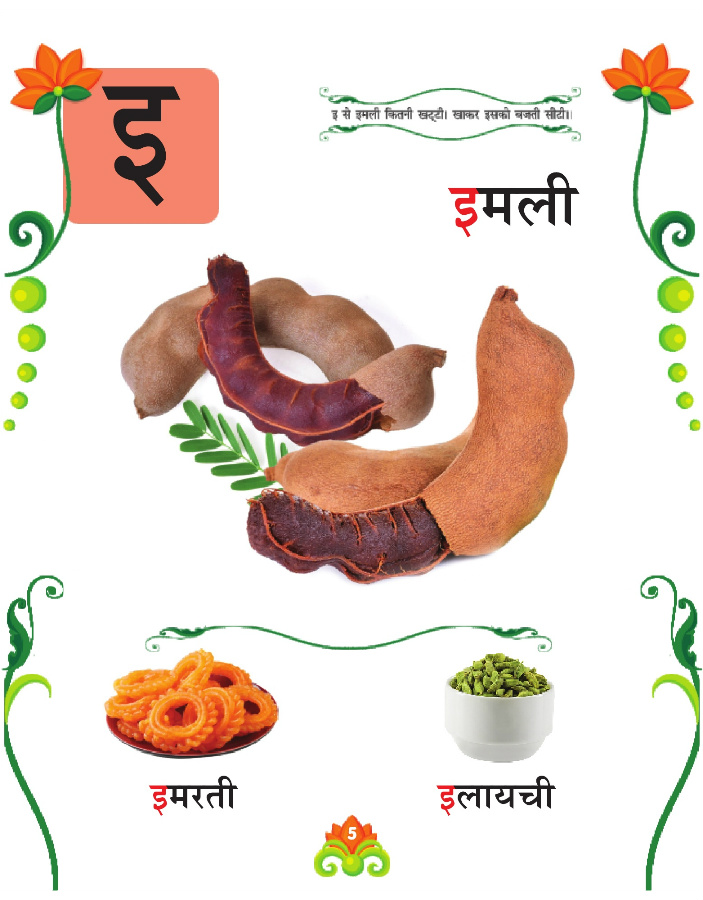 इ
इ से इमली कितनी खट्टी। खाकर इसको बजती सीटी।।
इमली
इमरती
इलायची
5